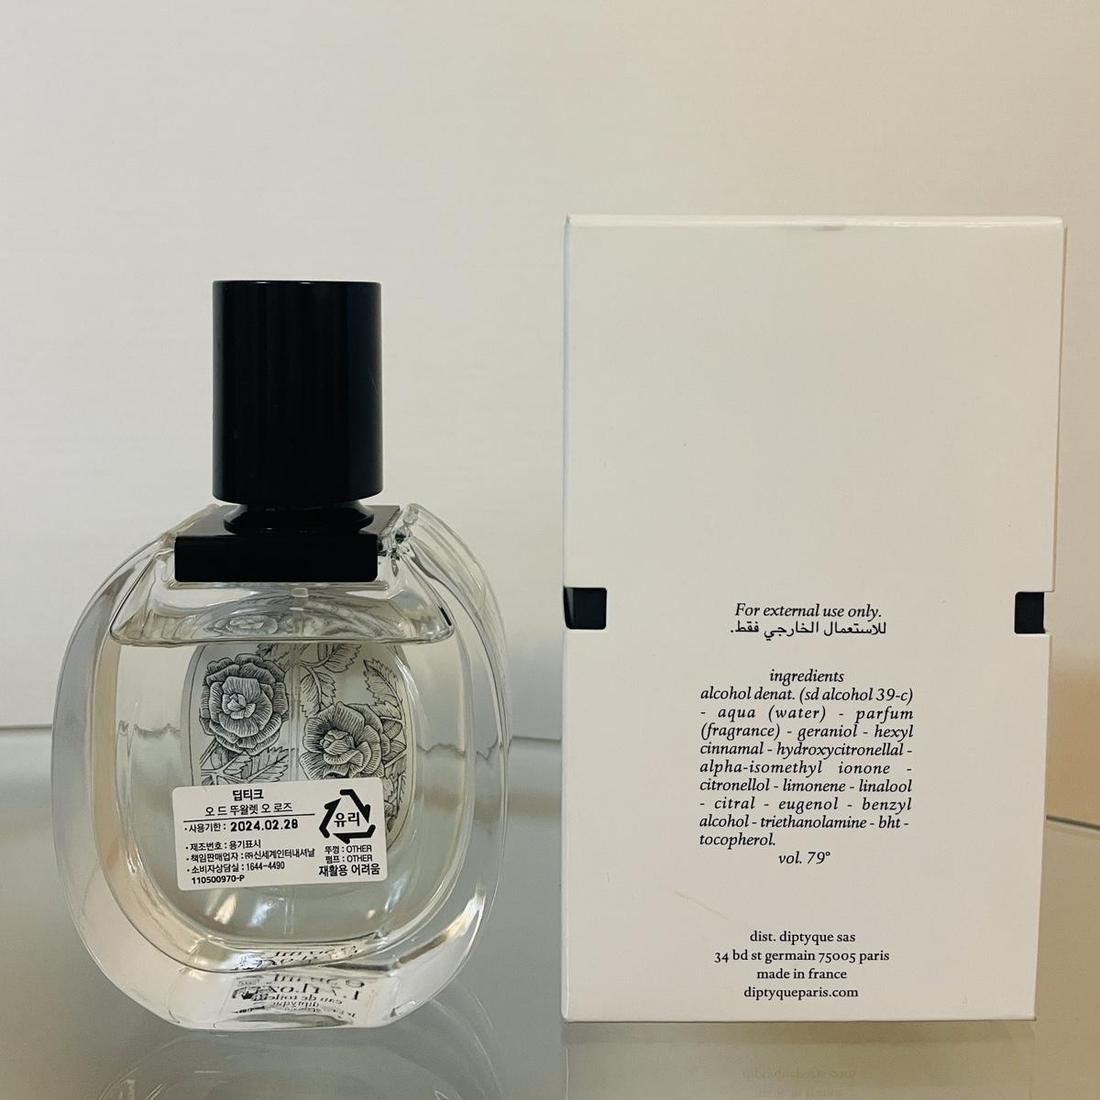 딥티크
오 드 뚜왈렛 오 로즈
・사용기한 : 2024.02.28
・제조번호 : 용기표시
・책임판매업자 : ㈜신세계인터내셔날
・소비자상담실 : 1644-4490
110500970-P
유리
뚜껑 : OTHER
펌프 : OTHER
재활용 어려움
eau de toilette
diptyque
For external use only.
للاستعمال الخارجي فقط.
ingredients
alcohol denat. (sd alcohol 39-c)
- aqua (water) - parfum
(fragrance) - geraniol - hexyl
cinnamal - hydroxycitronellal -
alpha-isomethyl ionone -
citronellol - limonene - linalool
- citral - eugenol - benzyl
alcohol - triethanolamine - bht -
tocopherol.
vol. 79°
dist. diptyque sas
34 bd st germain 75005 paris
made in france
diptyqueparis.com